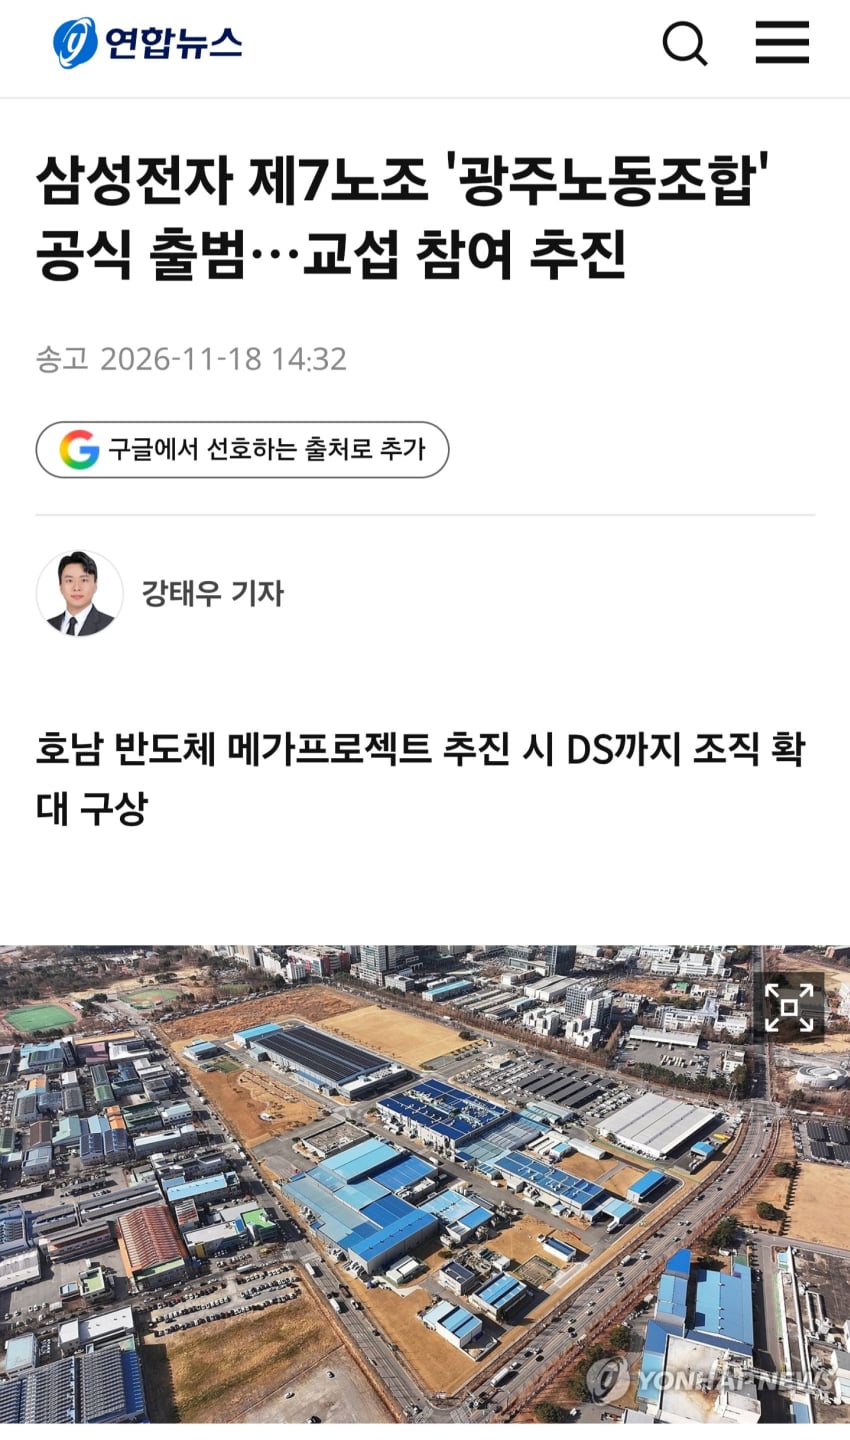 연합뉴스
삼성전자 제7노조 '광주노동조합'
공식 출범…교섭 참여 추진
송고 2026-11-18 14:32
구글에서 선호하는 출처로 추가
강태우 기자
호남 반도체 메가프로젝트 추진 시 DS까지 조직 확
대 구상
YONHAP NEWS